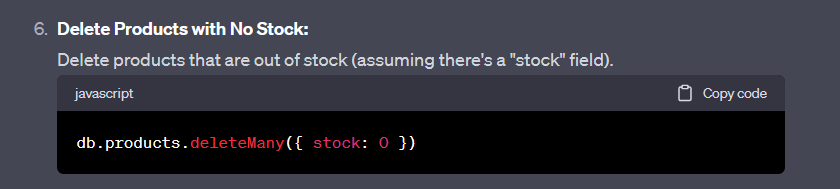 6. Delete Products with No Stock:
Delete products that are out of stock (assuming there's a "stock" field).
javascript
Copy code
db.products.deleteMany({ stock: 0 })